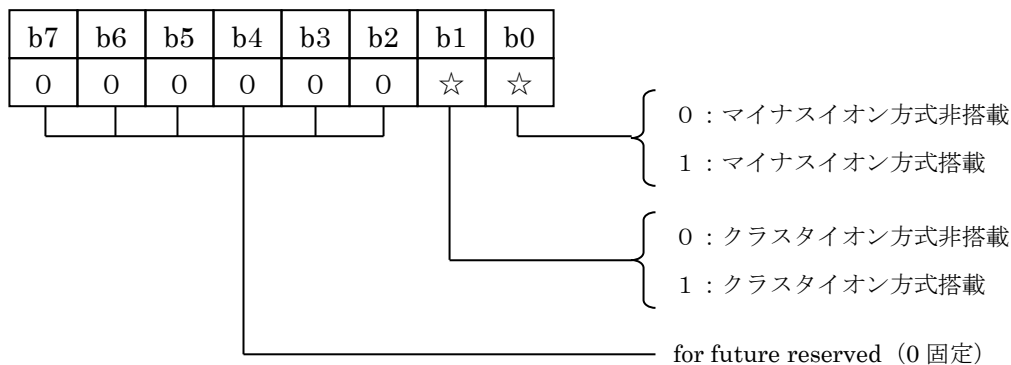 b7 b6 b5 b4 b3 b2 b1 b0
0 0 0 0 0 0 ☆ ☆
0：マイナスイオン方式非搭載
1：マイナスイオン方式搭載
0：クラスタイオン方式非搭載
1：クラスタイオン方式搭載
for future reserved（0 固定）